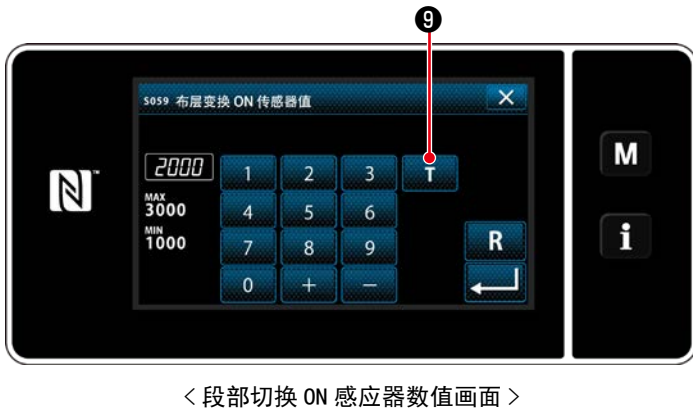 ❾
S059 布层变换 ON 传感器值
×
2000
1 2 3 T
MAX
3000
4 5 6
MIN
1000
7 8 9 R
0 + −
M
i
N
<段部切换 ON 感应器数值画面>